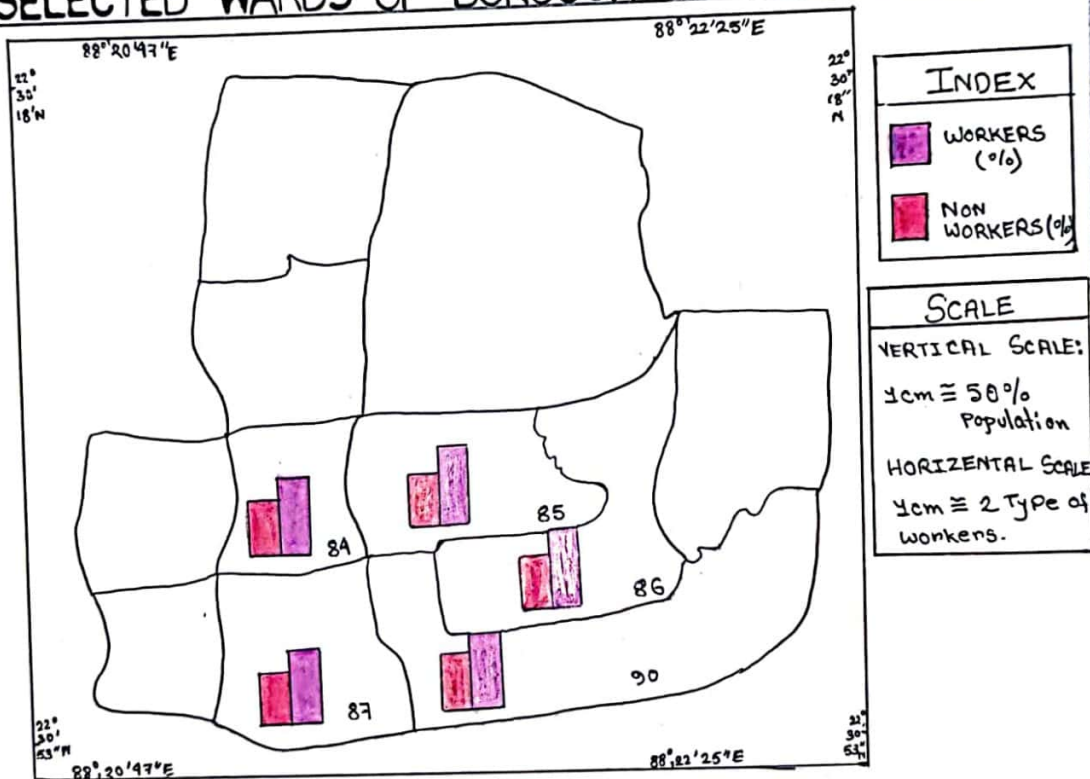 SELECTED WARDS OF
88°20'47"E
88°22'25"E
22°
30'
18'N
22°
30'
18"
N
INDEX
WORKERS
(%)
NON
WORKERS(%)
SCALE
VERTICAL SCALE:
1cm ≅ 50%
Population
HORIZENTAL SCALE
1cm ≅ 2 Type of
workers.
84
85
86
87
90
22°
30'
53"N
22°
30'
53"N
88°,20'47"E
88°,22'25"E